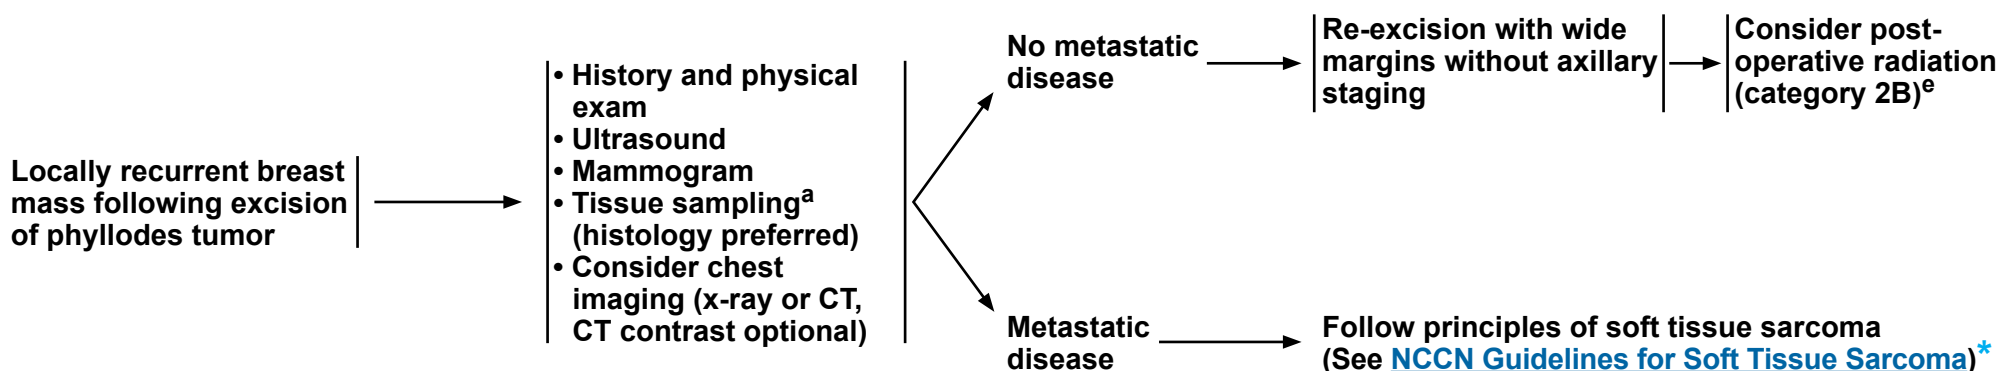 Locally recurrent breast
mass following excision
of phyllodes tumor
• History and physical
exam
• Ultrasound
• Mammogram
• Tissue samplingᵃ
(histology preferred)
• Consider chest
imaging (x-ray or CT,
CT contrast optional)
No metastatic
disease
Re-excision with wide
margins without axillary
staging
Consider post-
operative radiation
(category 2B)ᵉ
Metastatic
disease
Follow principles of soft tissue sarcoma
(See NCCN Guidelines for Soft Tissue Sarcoma)*